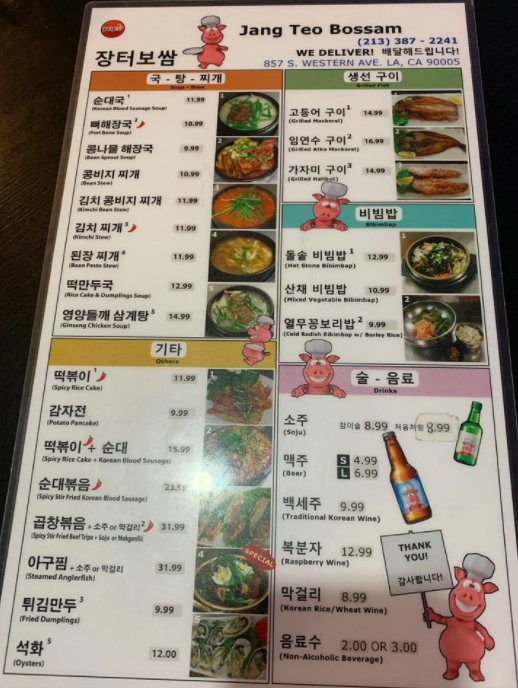 장터보쌈
Jang Teo Bossam
(213) 387 - 2241
WE DELIVER! 배달해드립니다!
857 S. WESTERN AVE. LA, CA 90005
국 - 탕 - 찌개
Soup - Stew
순대국 1 11.99
(Korean Blood Sausage Soup)
뼈해장국 2 10.99
(Port Bone Soup)
콩나물 해장국 9.99
(Bean Sprout Soup)
콩비지 찌개 10.99
(Bean Stew)
김치 콩비지 찌개 11.99
(Kimchi Bean Stew)
김치 찌개 3 11.99
(Kimchi Stew)
된장 찌개 4 11.99
(Bean Paste Stew)
떡만두국 12.99
(Rice Cake & Dumplings Soup)
영양들깨 삼계탕 5 14.99
(Ginseng Chicken Soup)
기타
Others
떡볶이 1 11.99
(Spicy Rice Cake)
감자전 9.99
(Potato Pancake)
떡볶이 + 순대 15.99
(Spicy Rice Cake + Korean Blood Sausage)
순대볶음 23.99
(Spicy Stir Fried Korean Blood Sausage)
곱창볶음 + 소주 or 막걸리 2 31.99
(Spicy Stir Fried Beef Tripe + Soju or Makgeolli)
아구찜 + 소주 or 막걸리 31.99
(Steamed Anglerfish)
튀김만두 3 9.99
(Fried Dumplings)
석화 5 12.00
(Oysters)
SPECIAL
생선 구이
Grilled Fish
고등어 구이 1 14.99
(Grilled Mackerel)
임연수 구이 2 16.99
(Grilled Atka Mackerel)
가자미 구이 3 14.99
(Grilled Halibut)
비빔밥
Bibimbap
돌솥 비빔밥 1 12.99
(Hot Stone Bibimbap)
산채 비빔밥 10.99
(Mixed Vegetable Bibimbap)
열무꽁보리밥 2 9.99
(Cold Radish Bibimbap w/ Barley Rice)
술 - 음료
Drinks
소주 참이슬 8.99 처음처럼 8.99
(Soju)
맥주 S 4.99
(Beer) L 6.99
백세주 9.99
(Traditional Korean Wine)
복분자 12.99
(Raspberry Wine)
막걸리 8.99
(Korean Rice/Wheat Wine)
음료수 2.00 OR 3.00
(Non-Alcoholic Beverage)
THANK
YOU!
감사합니다!